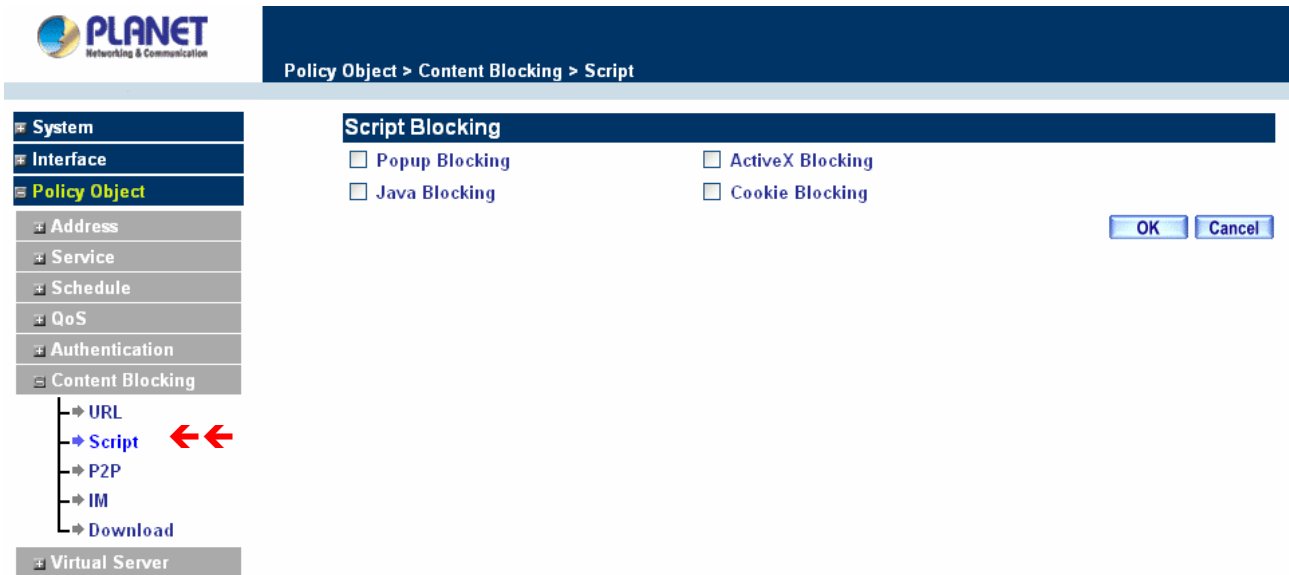 PLANET
Networking & Communication
Policy Object > Content Blocking > Script
System
Interface
Policy Object
Address
Service
Schedule
QoS
Authentication
Content Blocking
URL
Script
P2P
IM
Download
Virtual Server
Script Blocking
Popup Blocking ActiveX Blocking
Java Blocking Cookie Blocking
OK Cancel